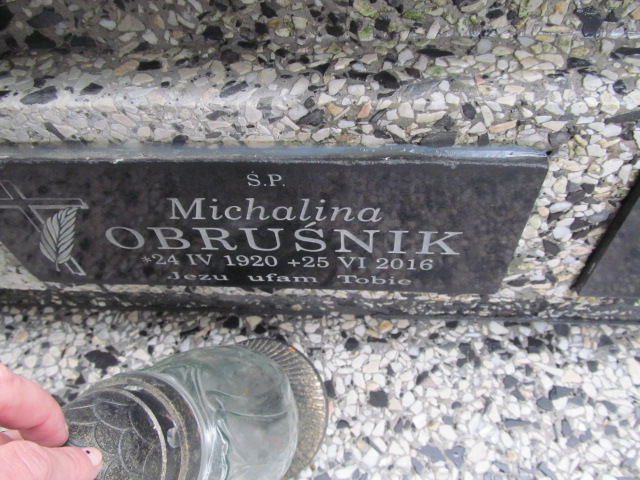 Ś.P.
Michalina
OBRUŚNIK
*24 IV 1920 +25 VI 2016
Jezu ufam Tobie